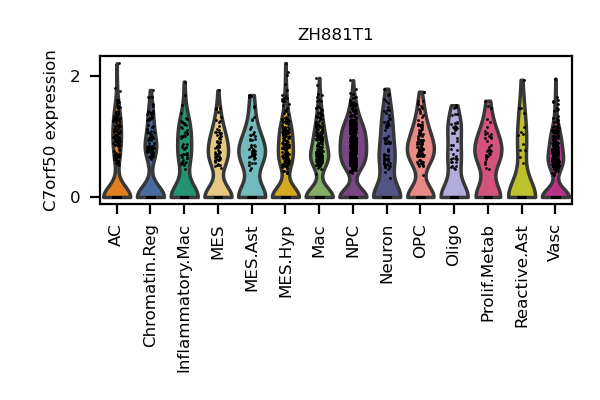 ZH881T1
C7orf50 expression
2
0
AC
Chromatin.Reg
Inflammatory.Mac
MES
MES.Ast
MES.Hyp
Mac
NPC
Neuron
OPC
Oligo
Prolif.Metab
Reactive.Ast
Vasc